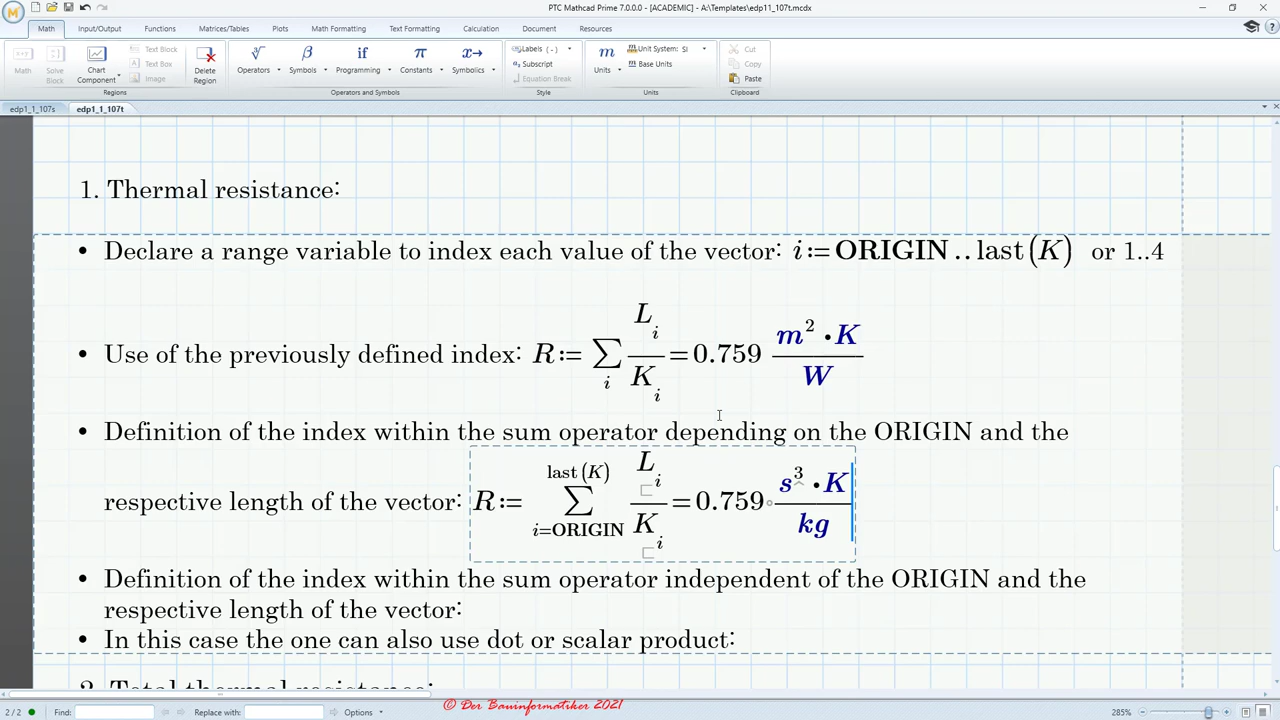 PTC Mathcad Prime 7.0.0.0 - [ACADEMIC] - A:\Templates\edp11_107t.mcdx
Math Input/Output Functions Matrices/Tables Plots Math Formatting Text Formatting Calculation Document Resources
Math Solve Block Chart Component Text Block Text Box Image Delete Region Operators Symbols Programming Constants Symbolics Labels ( – ) Subscript Equation Break Units Unit System: SI Base Units Cut Copy Paste
Regions Operators and Symbols Style Units Clipboard
edp1_1_107s edp1_1_107t
1. Thermal resistance:
• Declare a range variable to index each value of the vector: i := ORIGIN .. last(K) or 1..4
• Use of the previously defined index: R := ∑ i L i / K i = 0.759 m² · K / W
• Definition of the index within the sum operator depending on the ORIGIN and the
respective length of the vector: R := last(K) ∑ i=ORIGIN L i / K i = 0.759 s³ · K / kg
• Definition of the index within the sum operator independent of the ORIGIN and the
respective length of the vector:
• In this case the one can also use dot or scalar product:
2. Total thermal resistance:
© Der Bauinformatiker 2021
2 / 2 Find: Replace with: Options 285%